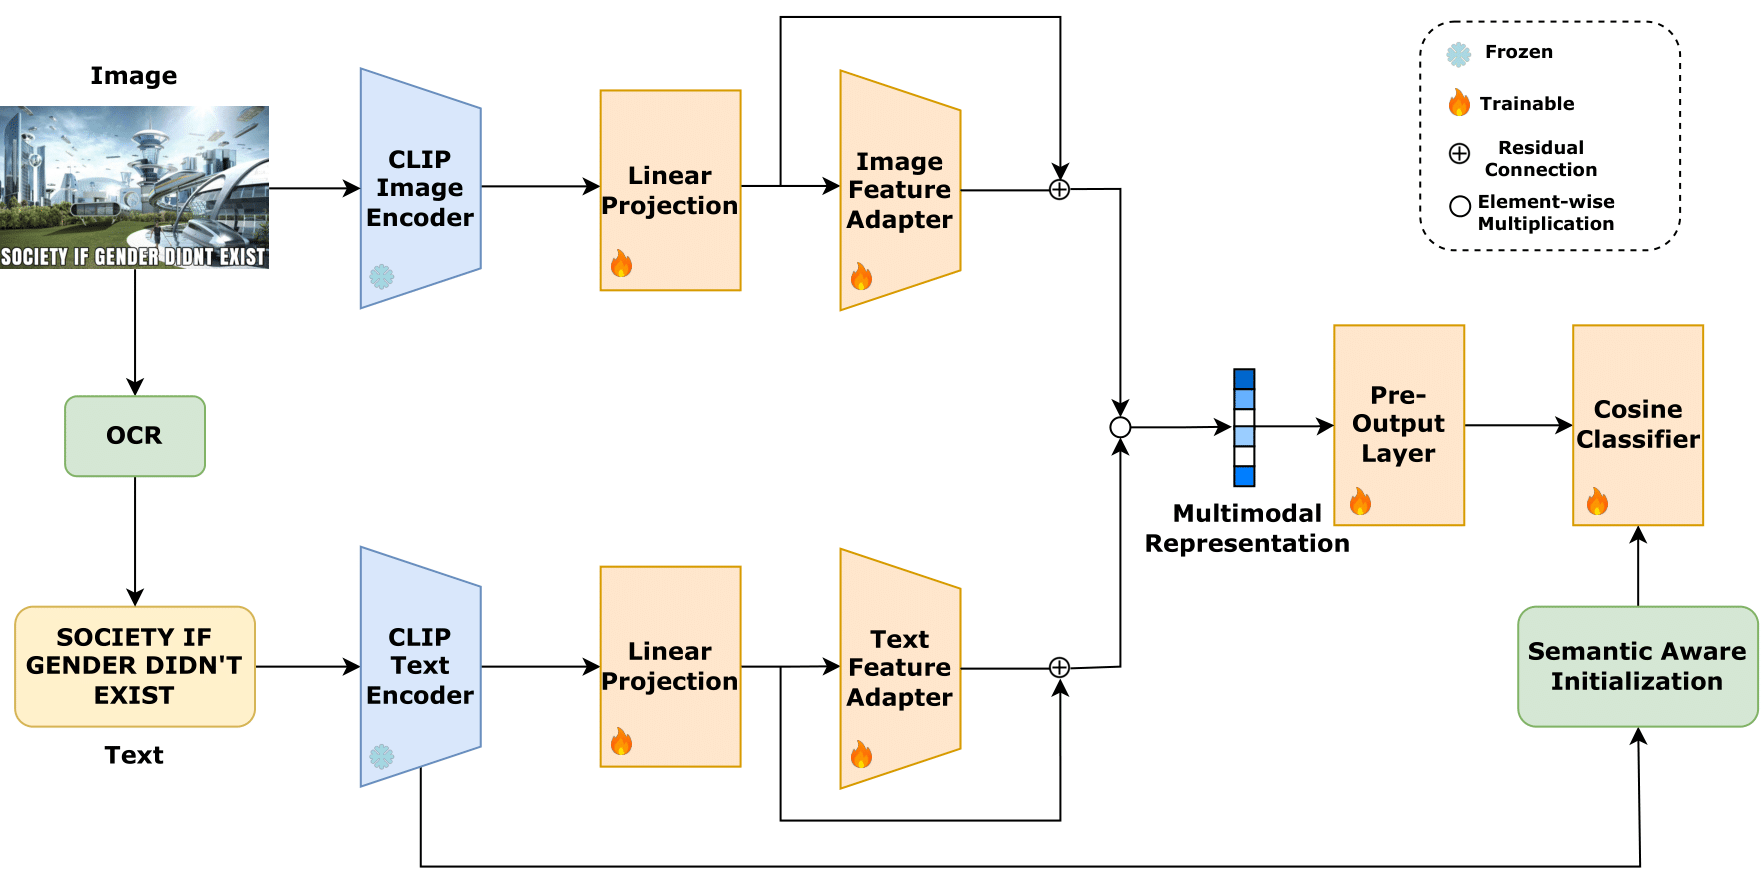 Image
SOCIETY IF GENDER DIDNT EXIST
OCR
SOCIETY IF
GENDER DIDN'T
EXIST
Text
CLIP
Image
Encoder
Linear
Projection
Image
Feature
Adapter
CLIP
Text
Encoder
Linear
Projection
Text
Feature
Adapter
Multimodal
Representation
Pre-
Output
Layer
Cosine
Classifier
Semantic Aware
Initialization
Frozen
Trainable
Residual
Connection
Element-wise
Multiplication